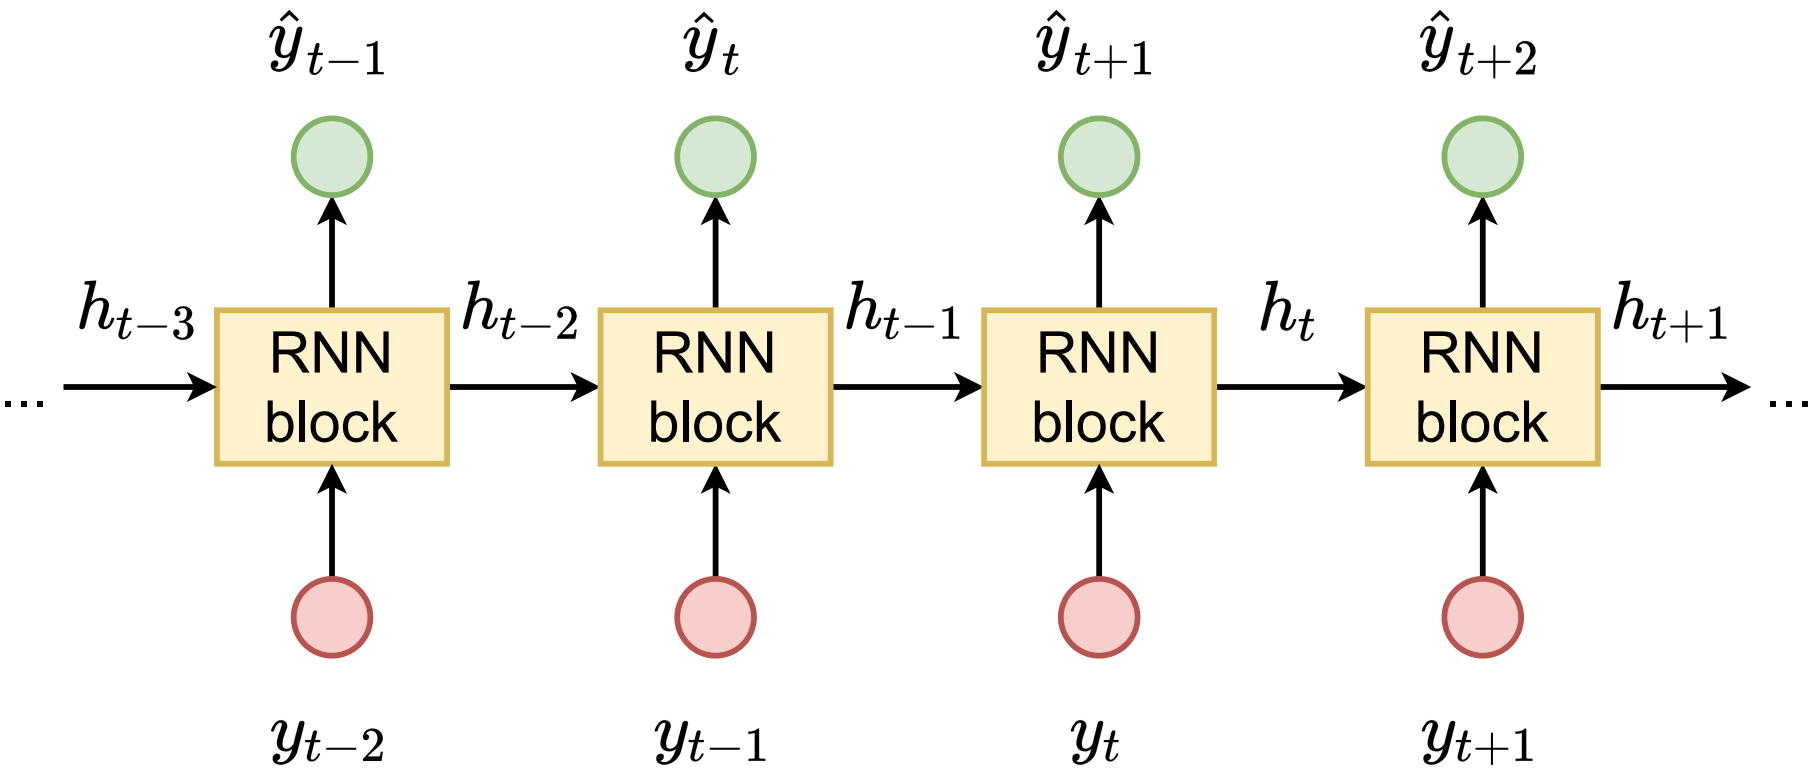 ŷ_{t−1} ŷ_t ŷ_{t+1} ŷ_{t+2}
h_{t−3} h_{t−2} h_{t−1} h_t h_{t+1}
RNN block RNN block RNN block RNN block
... ...
y_{t−2} y_{t−1} y_t y_{t+1}